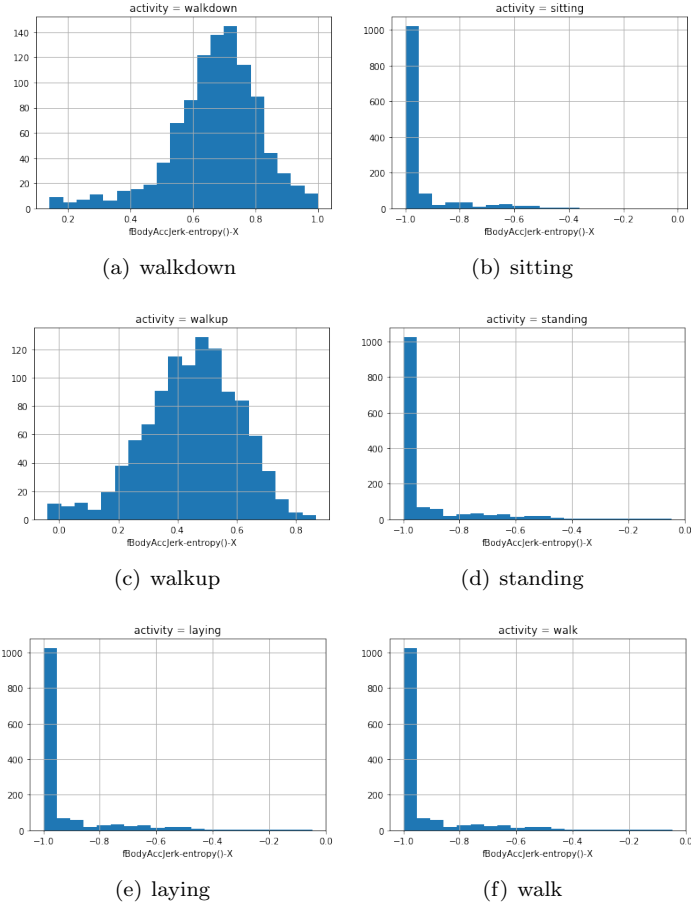 activity = walkdown
140
120
100
80
60
40
20
0
0.2 0.4 0.6 0.8 1.0
fBodyAccJerk-entropy()-X
(a) walkdown
activity = sitting
1000
800
600
400
200
0
−1.0 −0.8 −0.6 −0.4 −0.2 0.0
fBodyAccJerk-entropy()-X
(b) sitting
activity = walkup
120
100
80
60
40
20
0
0.0 0.2 0.4 0.6 0.8
fBodyAccJerk-entropy()-X
(c) walkup
activity = standing
1000
800
600
400
200
0
−1.0 −0.8 −0.6 −0.4 −0.2 0.0
fBodyAccJerk-entropy()-X
(d) standing
activity = laying
1000
800
600
400
200
0
−1.0 −0.8 −0.6 −0.4 −0.2 0.0
fBodyAccJerk-entropy()-X
(e) laying
activity = walk
1000
800
600
400
200
0
−1.0 −0.8 −0.6 −0.4 −0.2 0.0
fBodyAccJerk-entropy()-X
(f) walk